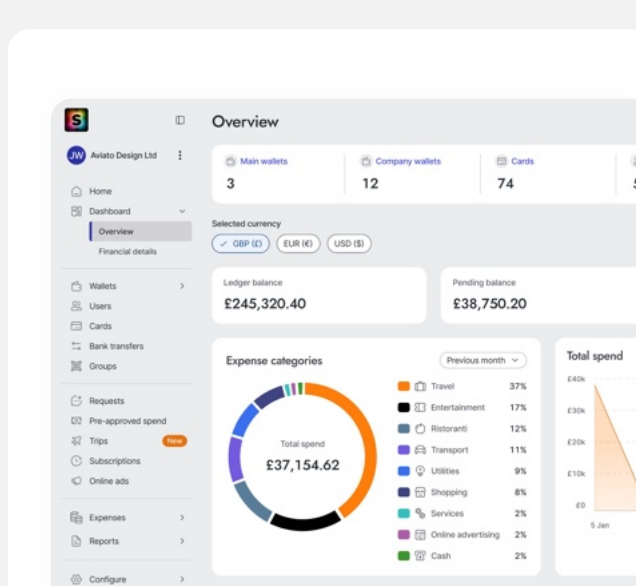 S
Overview
JW Aviato Design Ltd
Main wallets
3
Company wallets
12
Cards
74
Home
Dashboard
Overview
Financial details
Selected currency
GBP (£) EUR (€) USD ($)
Ledger balance
£245,320.40
Pending balance
£38,750.20
Wallets
Users
Cards
Bank transfers
Groups
Requests
Pre-approved spend
Trips New
Subscriptions
Online ads
Expenses
Reports
Configure
Expense categories
Previous month
Total spend
£37,154.62
Travel 37%
Entertainment 17%
Ristoranti 12%
Transport 11%
Utilities 9%
Shopping 8%
Services 2%
Online advertising 2%
Cash 2%
Total spend
£40k
£30k
£20k
£10k
£0
5 Jan